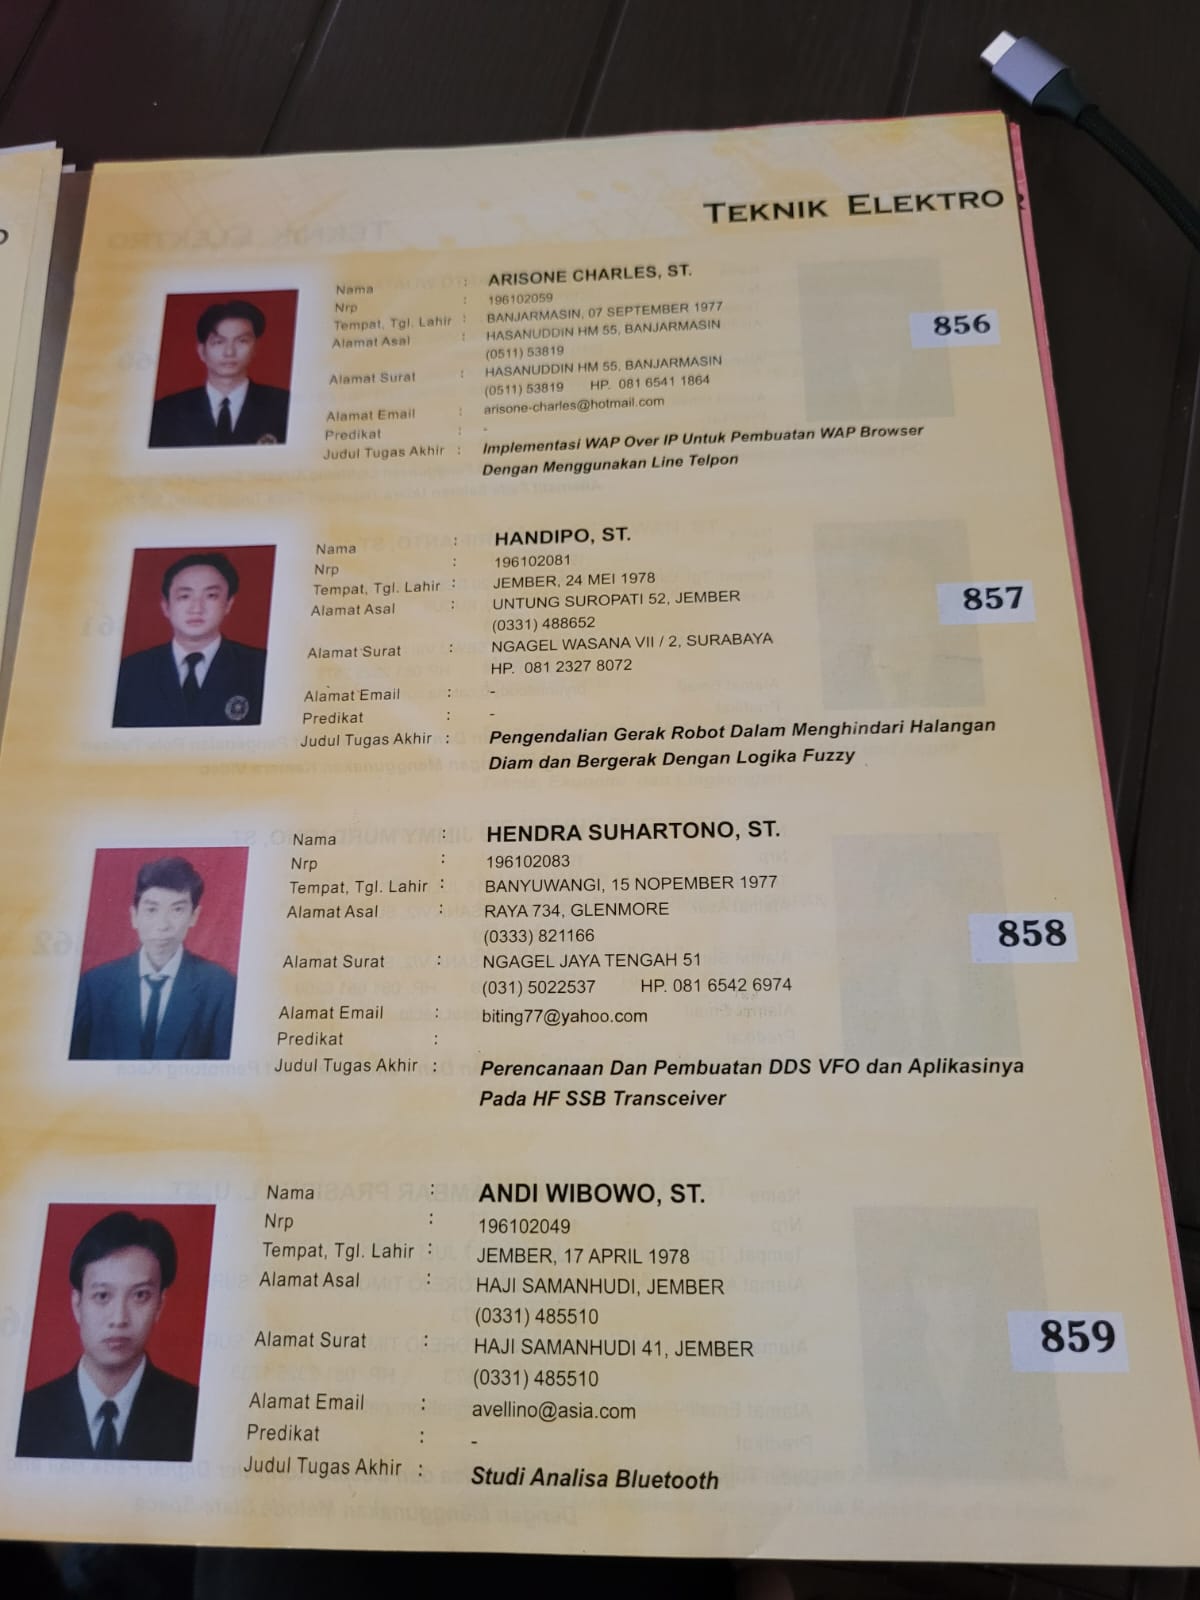 TEKNIK ELEKTRO
Nama : ARISONE CHARLES, ST.
Nrp : 196102059
Tempat, Tgl. Lahir : BANJARMASIN, 07 SEPTEMBER 1977
Alamat Asal : HASANUDDIN HM 55, BANJARMASIN
(0511) 53819
Alamat Surat : HASANUDDIN HM 55, BANJARMASIN
(0511) 53819 HP. 081 6541 1864
Alamat Email : arisone-charles@hotmail.com
Predikat : -
Judul Tugas Akhir : Implementasi WAP Over IP Untuk Pembuatan WAP Browser
Dengan Menggunakan Line Telpon
856
Nama : HANDIPO, ST.
Nrp : 196102081
Tempat, Tgl. Lahir : JEMBER, 24 MEI 1978
Alamat Asal : UNTUNG SUROPATI 52, JEMBER
(0331) 488652
Alamat Surat : NGAGEL WASANA VII / 2, SURABAYA
HP. 081 2327 8072
Alamat Email : -
Predikat : -
Judul Tugas Akhir : Pengendalian Gerak Robot Dalam Menghindari Halangan
Diam dan Bergerak Dengan Logika Fuzzy
857
Nama : HENDRA SUHARTONO, ST.
Nrp : 196102083
Tempat, Tgl. Lahir : BANYUWANGI, 15 NOPEMBER 1977
Alamat Asal : RAYA 734, GLENMORE
(0333) 821166
Alamat Surat : NGAGEL JAYA TENGAH 51
(031) 5022537 HP. 081 6542 6974
Alamat Email : biting77@yahoo.com
Predikat :
Judul Tugas Akhir : Perencanaan Dan Pembuatan DDS VFO dan Aplikasinya
Pada HF SSB Transceiver
858
Nama : ANDI WIBOWO, ST.
Nrp : 196102049
Tempat, Tgl. Lahir : JEMBER, 17 APRIL 1978
Alamat Asal : HAJI SAMANHUDI, JEMBER
(0331) 485510
Alamat Surat : HAJI SAMANHUDI 41, JEMBER
(0331) 485510
Alamat Email : avellino@asia.com
Predikat : -
Judul Tugas Akhir : Studi Analisa Bluetooth
859